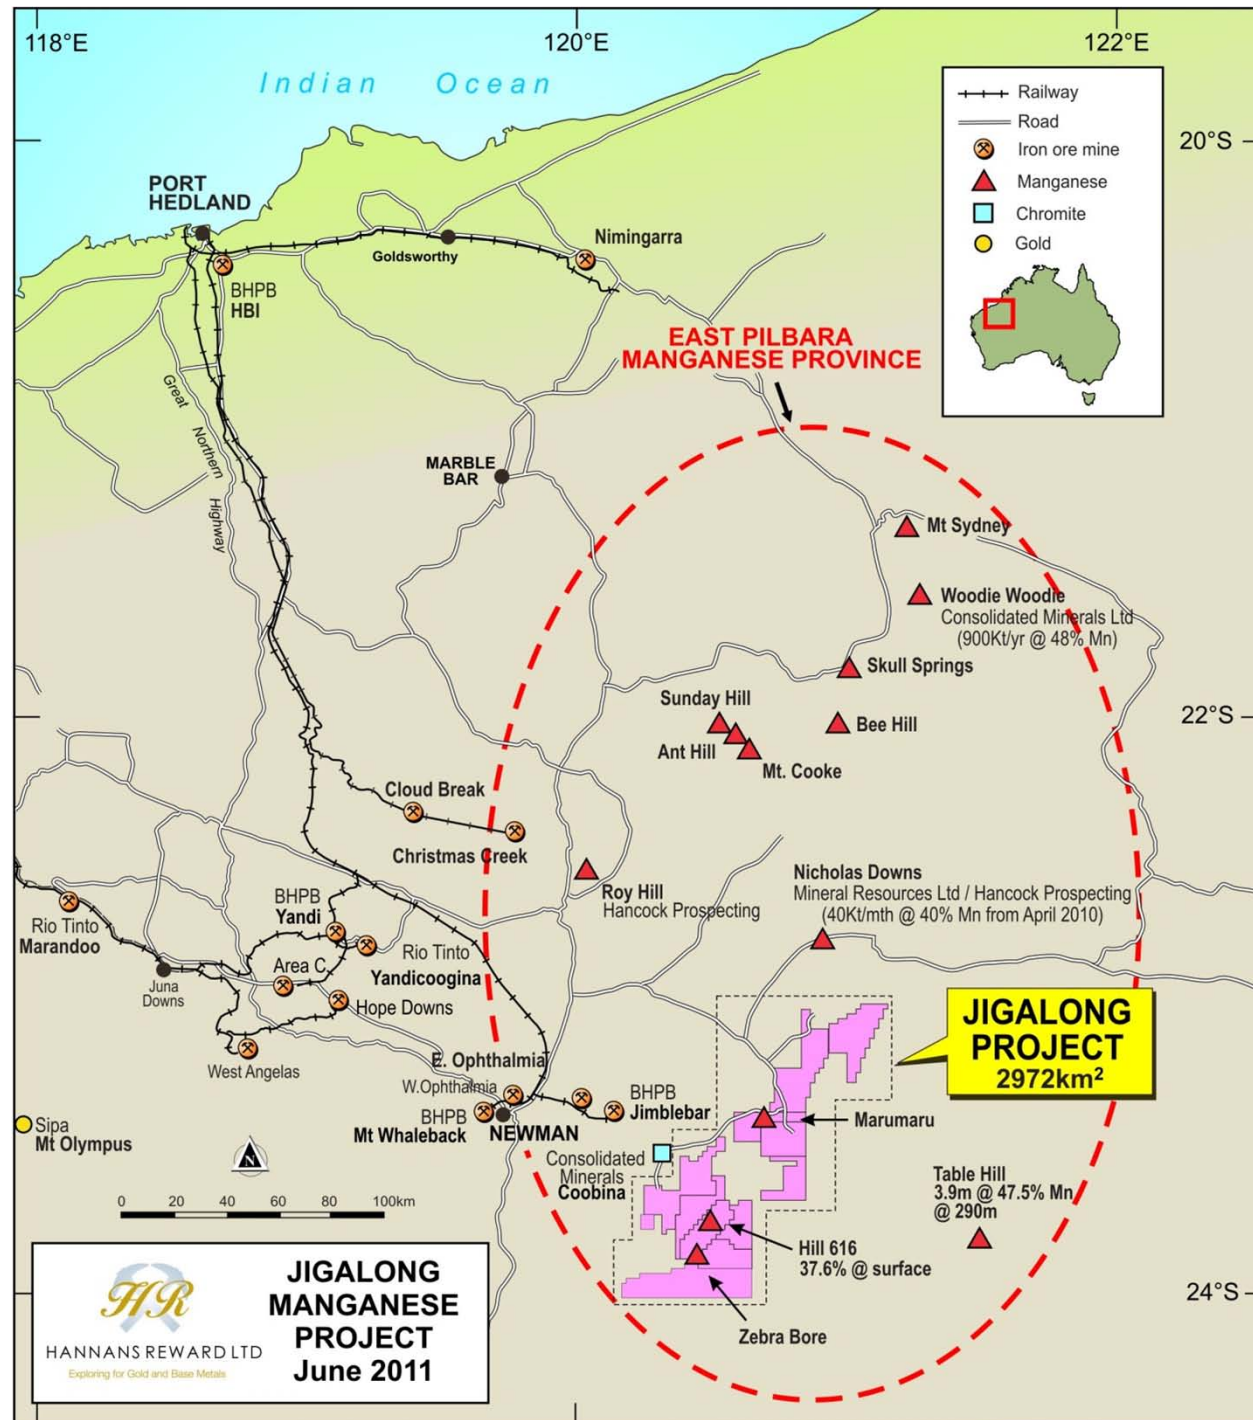 118°E
120°E
122°E
Indian Ocean
Railway
Road
Iron ore mine
Manganese
Chromite
Gold
20°S
PORT
HEDLAND
Goldsworthy
Nimingarra
BHPB
HBI
EAST PILBARA
MANGANESE PROVINCE
Great Northern Highway
MARBLE
BAR
Mt Sydney
Woodie Woodie
Consolidated Minerals Ltd
(900Kt/yr @ 48% Mn)
Skull Springs
Sunday Hill
22°S
Bee Hill
Ant Hill
Mt. Cooke
Cloud Break
Christmas Creek
Roy Hill
Hancock Prospecting
Nicholas Downs
Mineral Resources Ltd / Hancock Prospecting
(40Kt/mth @ 40% Mn from April 2010)
BHPB
Yandi
Rio Tinto
Marandoo
Rio Tinto
Yandicoogina
Area C
Juna
Downs
Hope Downs
West Angelas
E. Ophthalmia
W.Ophthalmia
JIGALONG
PROJECT
2972km²
BHPB
Mt Whaleback
NEWMAN
BHPB
Jimblebar
Marumaru
Sipa
Mt Olympus
N
Consolidated
Minerals
Coobina
Table Hill
3.9m @ 47.5% Mn
@ 290m
0 20 40 60 80 100km
Hill 616
37.6% @ surface
24°S
Zebra Bore
HR
HANNANS REWARD LTD
Exploring for Gold and Base Metals
JIGALONG
MANGANESE
PROJECT
June 2011